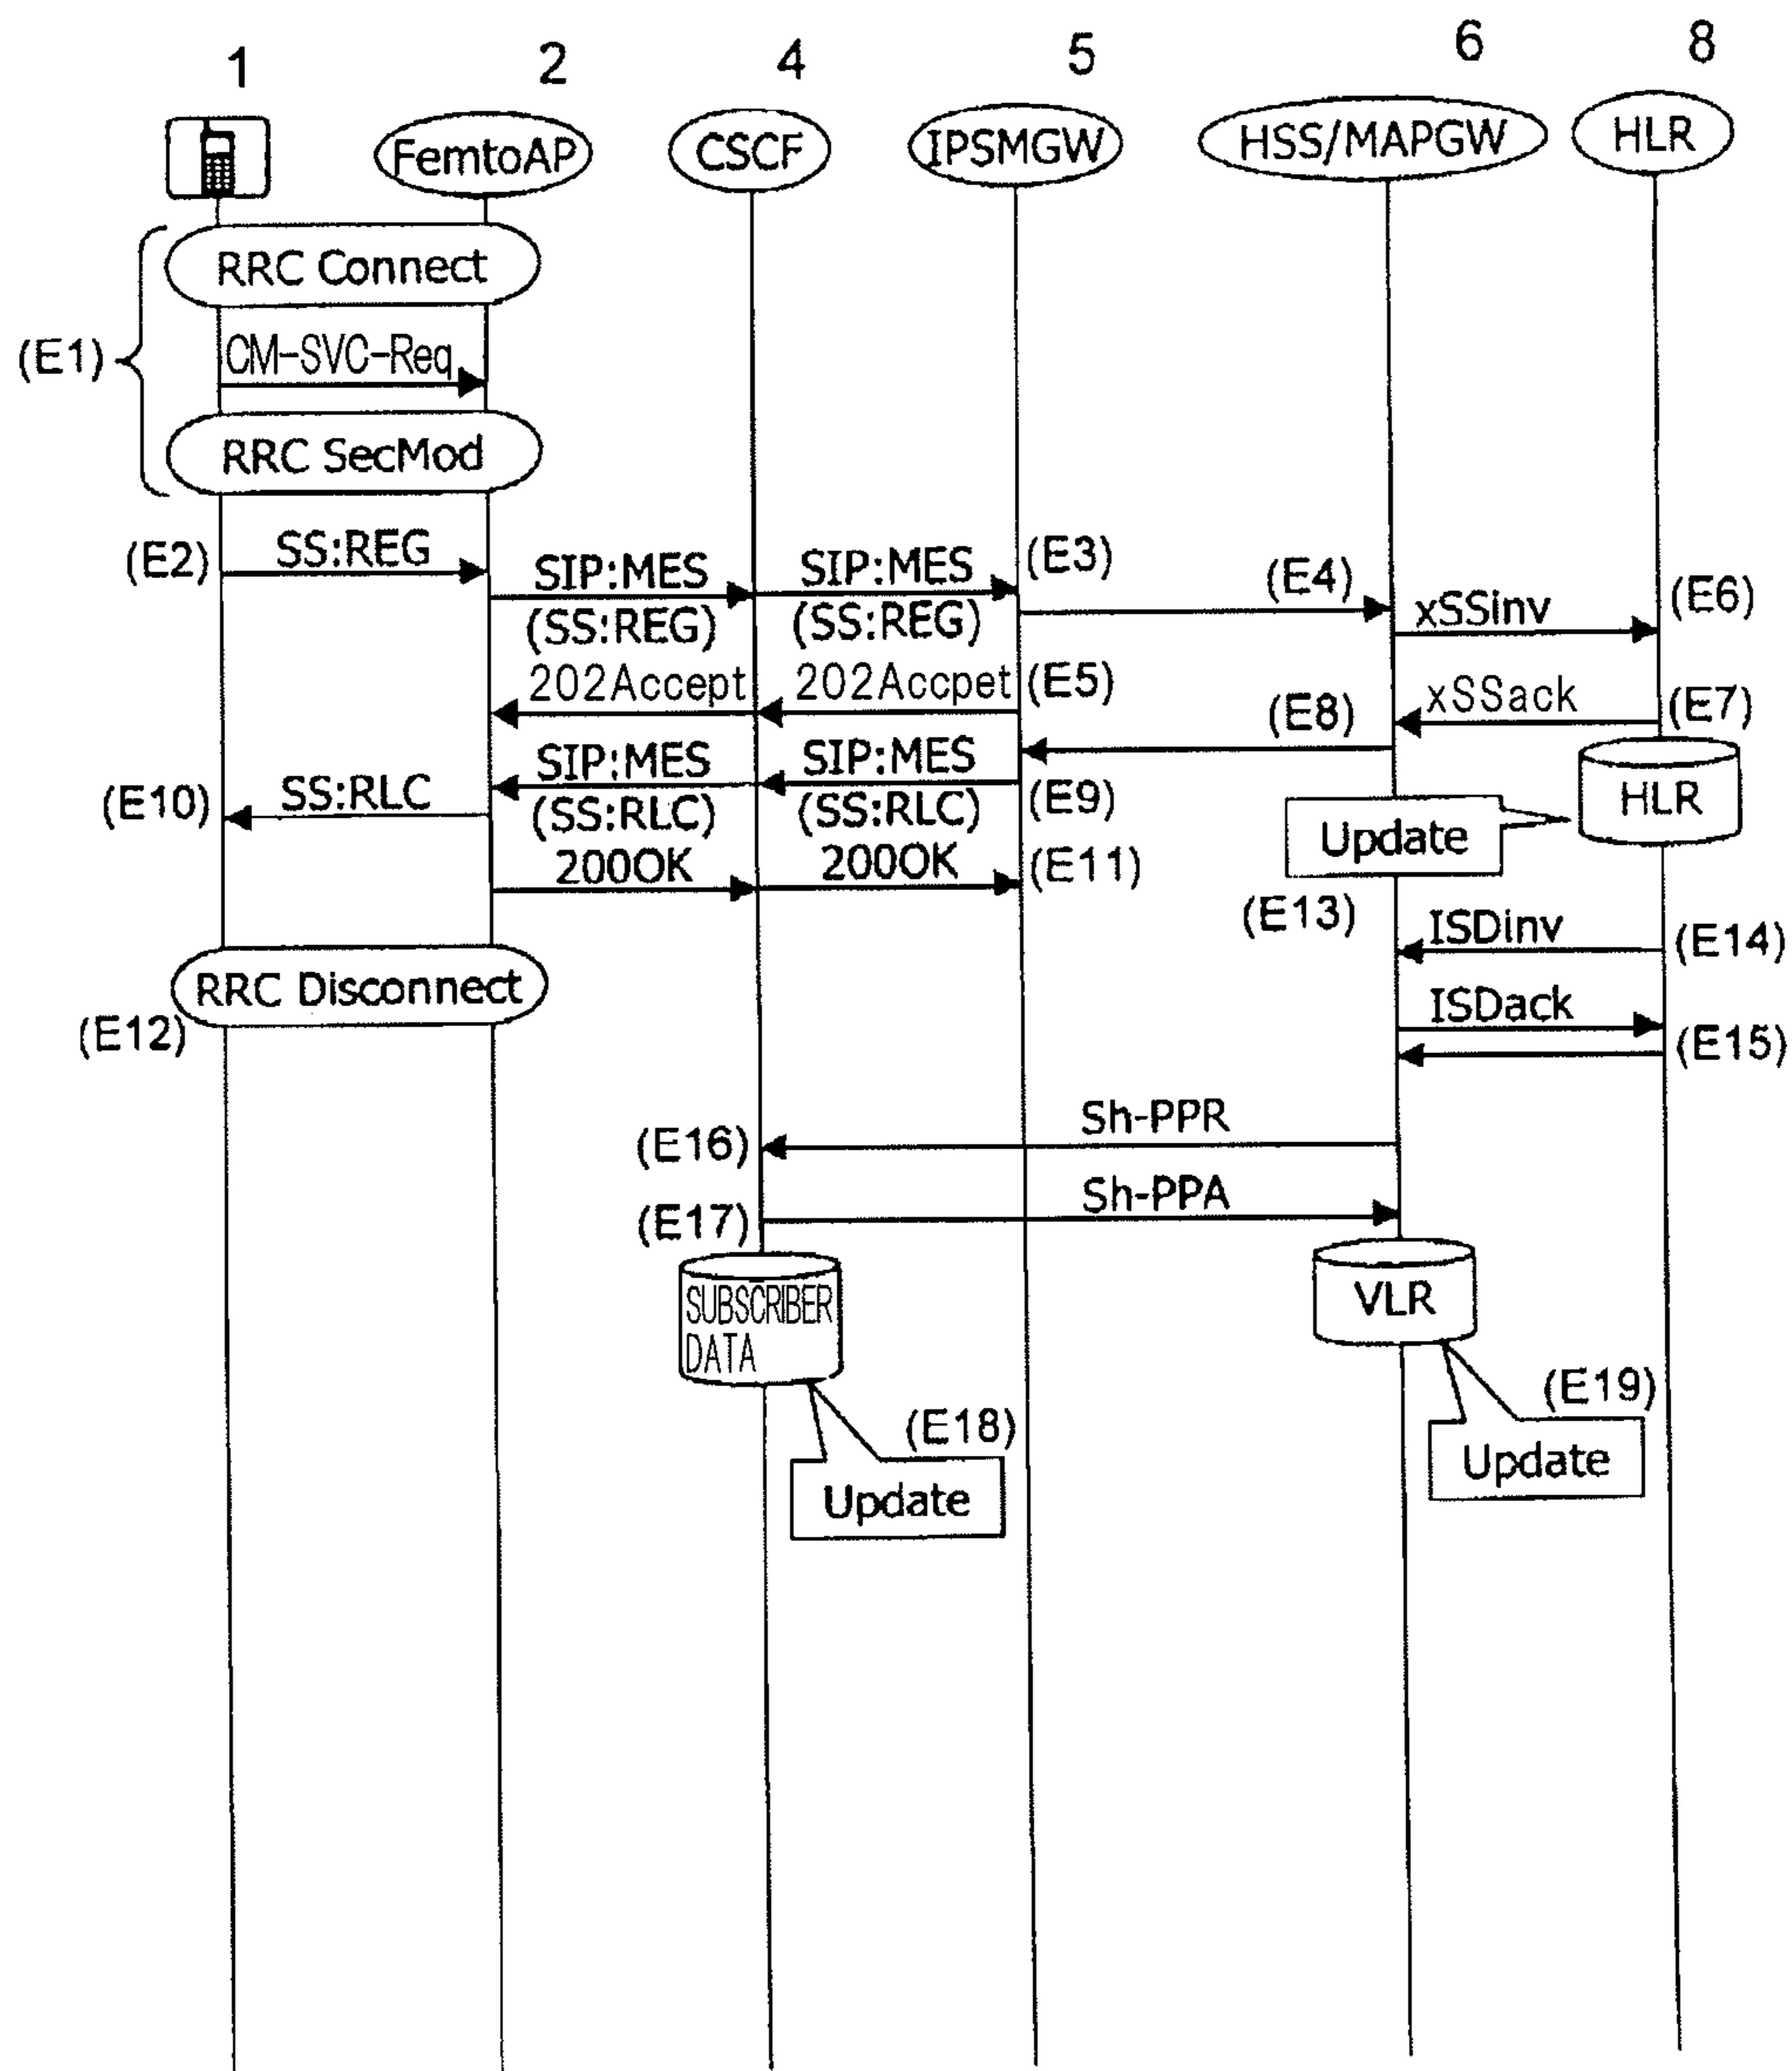 1 2 4 5 6 8
FemtoAP CSCF IPSMGW HSS/MAPGW HLR
RRC Connect
(E1) CM-SVC-Req
RRC SecMod
(E2) SS:REG
SIP:MES SIP:MES (E3)
(SS:REG) (SS:REG)
(E4) xSSinv (E6)
202Accept 202Accpet (E5)
(E8) xSSack (E7)
SIP:MES SIP:MES
(SS:RLC) (SS:RLC) (E9)
(E10) SS:RLC
HLR
Update
200OK 200OK (E11)
(E13)
ISDinv (E14)
RRC Disconnect
(E12)
ISDack
(E15)
(E16) Sh-PPR
(E17) Sh-PPA
SUBSCRIBER
DATA
VLR
(E18)
Update
(E19)
Update